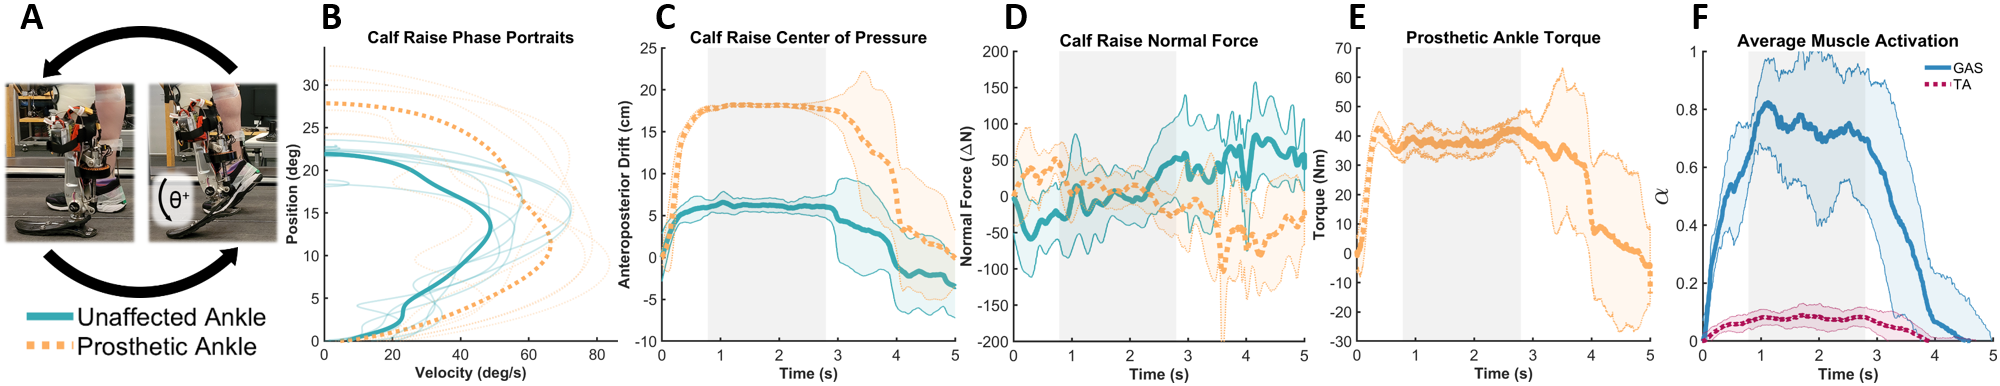 A
θ+
Unaffected Ankle
Prosthetic Ankle
B
Calf Raise Phase Portraits
Position (deg)
30
25
20
15
10
5
0
0 20 40 60 80
Velocity (deg/s)
C
Calf Raise Center of Pressure
Anteroposterior Drift (cm)
25
20
15
10
5
0
-5
-10
0 1 2 3 4 5
Time (s)
D
Calf Raise Normal Force
Normal Force (△N)
200
150
100
50
0
-50
-100
-150
-200
0 1 2 3 4 5
Time (s)
E
Prosthetic Ankle Torque
Torque (Nm)
70
60
50
40
30
20
10
0
-10
-20
-30
0 1 2 3 4 5
Time (s)
F
Average Muscle Activation
GAS
TA
α
1
0.8
0.6
0.4
0.2
0
0 1 2 3 4 5
Time (s)